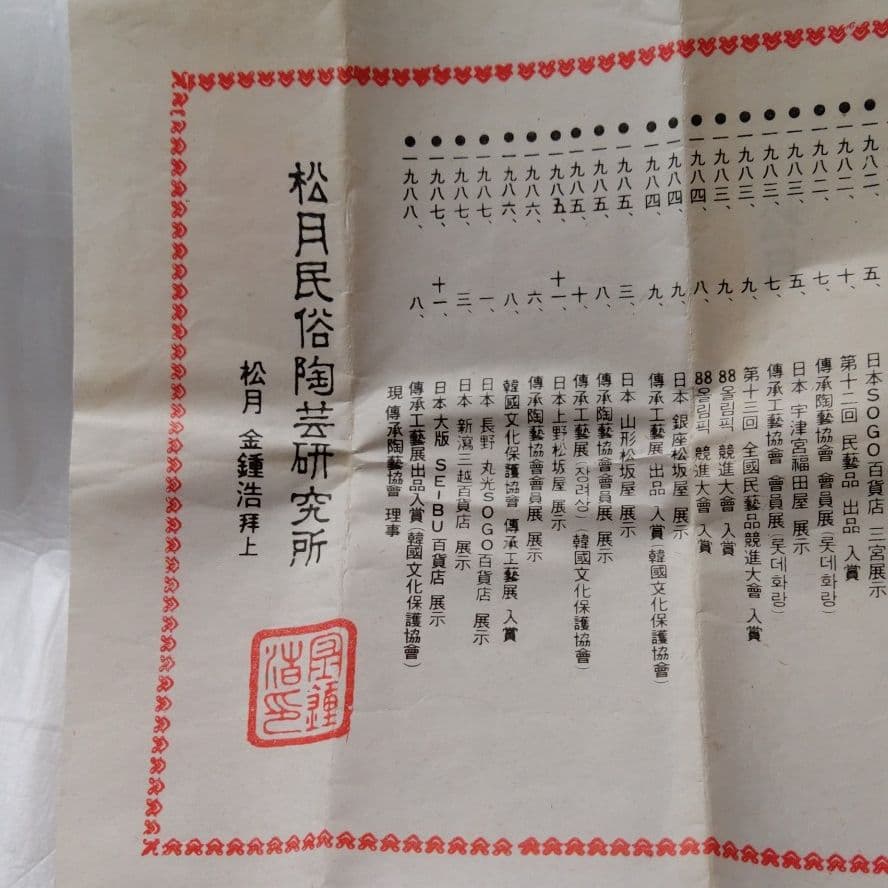 ●一九八二、五、日本SOGO百貨店 三宮展示
●一九八二、十、第十二回 民藝品 出品 入賞
●一九八二、七、傳承陶藝協會 會員展(롯데화랑)
●一九八三、五、日本 宇津宮福田屋 展示
●一九八三、七、傳承工藝協會 會員展(롯데화랑)
●一九八三、九、第十三回 全國民藝品競進大會 入賞
●一九八三、九、88올림픽 競進大會 入賞
●一九八四、八、88올림픽 競進大會 入賞
●一九八四、九、日本 銀座松坂屋 展示
●一九八四、九、傳承工藝展 出品 入賞(韓國文化保護協會)
●一九八五、三、日本 山形松坂屋 展示
●一九八五、八、傳承陶藝協會會員展 展示
●一九八五、十、傳承工藝展(장려상)(韓國文化保護協會)
●一九八五、十一、日本上野松坂屋 展示
●一九八六、六、傳承陶藝協會會員展 展示
●一九八六、八、韓國文化保護協會 傳承工藝展 入賞
●一九八七、一、日本 長野 丸光SOGO百貨店 展示
●一九八七、三、日本 新瀉三越百貨店 展示
●一九八七、十一、日本 大版 SEIBU百貨店 展示
●一九八八、八、傳承工藝展出品入賞(韓國文化保護協會)
現 傳承陶藝協會 理事
松月民俗陶芸研究所
松月 金鍾浩拜上